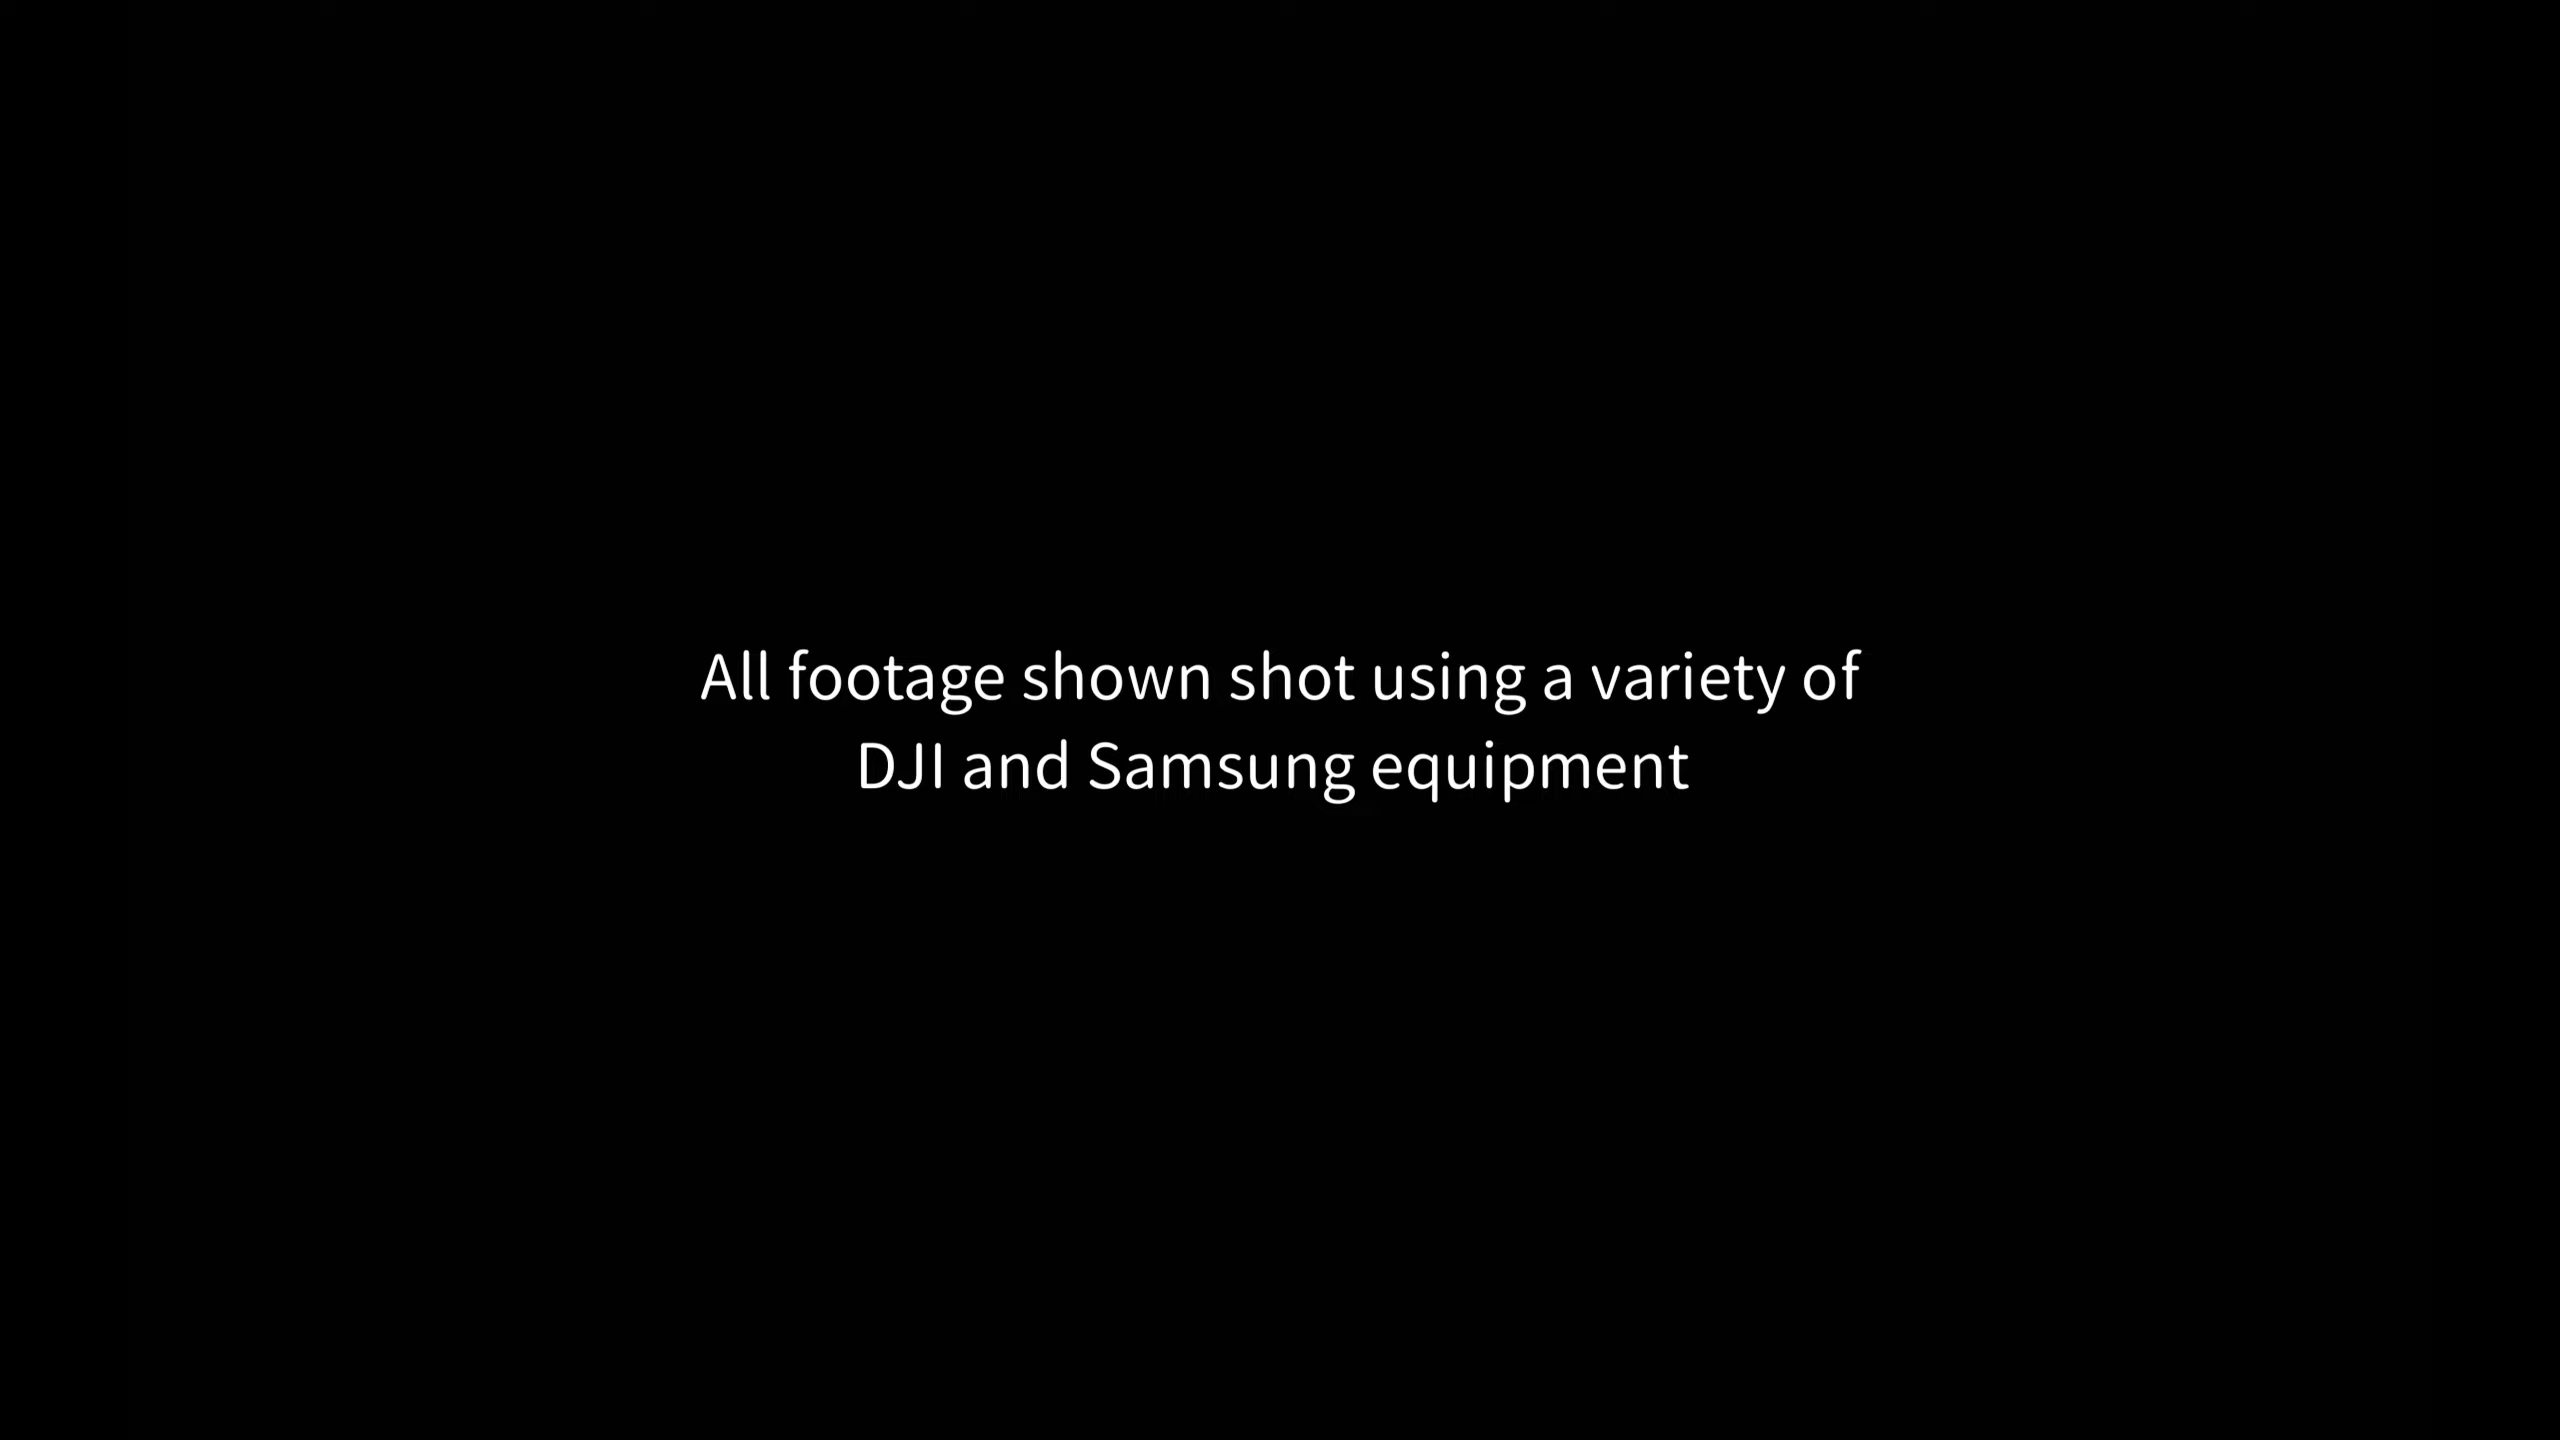 All footage shown shot using a variety of
DJI and Samsung equipment